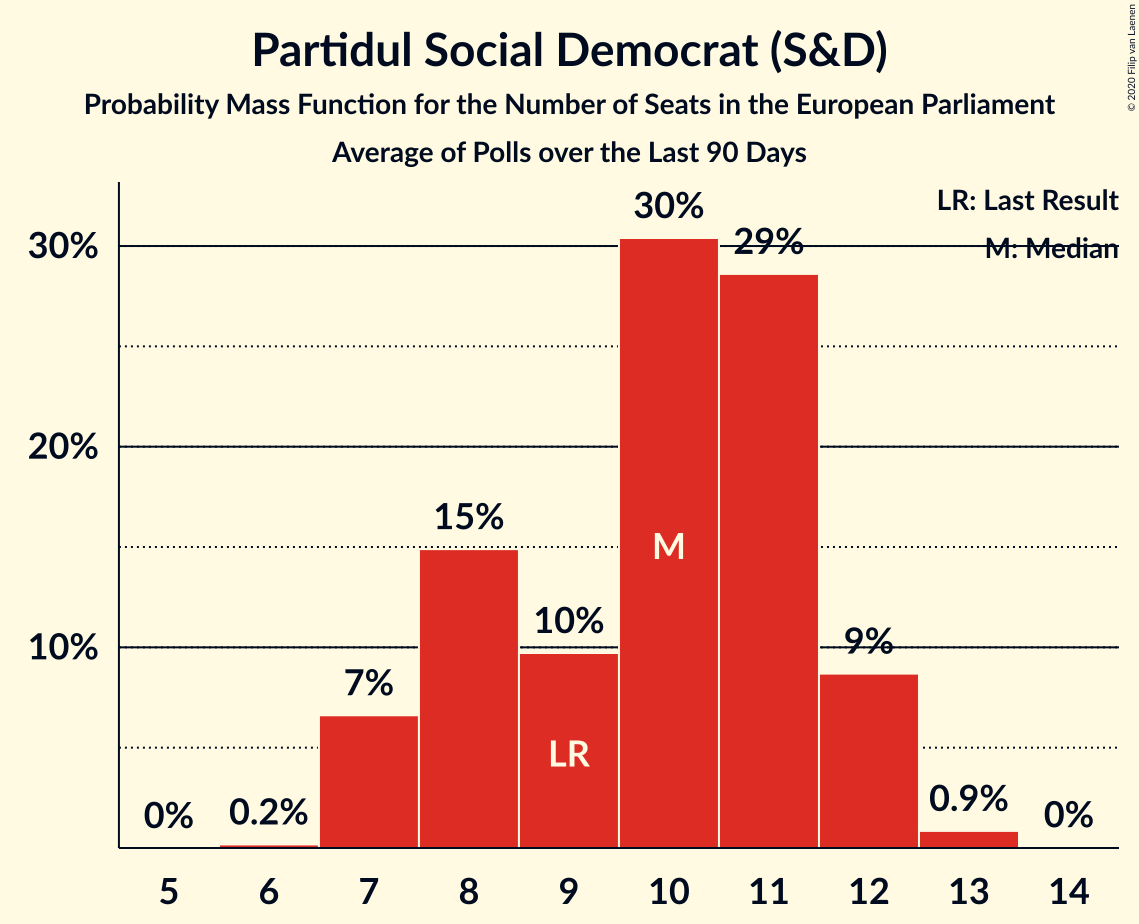 Partidul Social Democrat (S&D)
Probability Mass Function for the Number of Seats in the European Parliament
Average of Polls over the Last 90 Days
© 2020 Filip van Laenen
LR: Last Result
M: Median
30%
20%
10%
0%
0.2%
7%
15%
10%
30%
29%
9%
0.9%
0%
LR
M
5 6 7 8 9 10 11 12 13 14